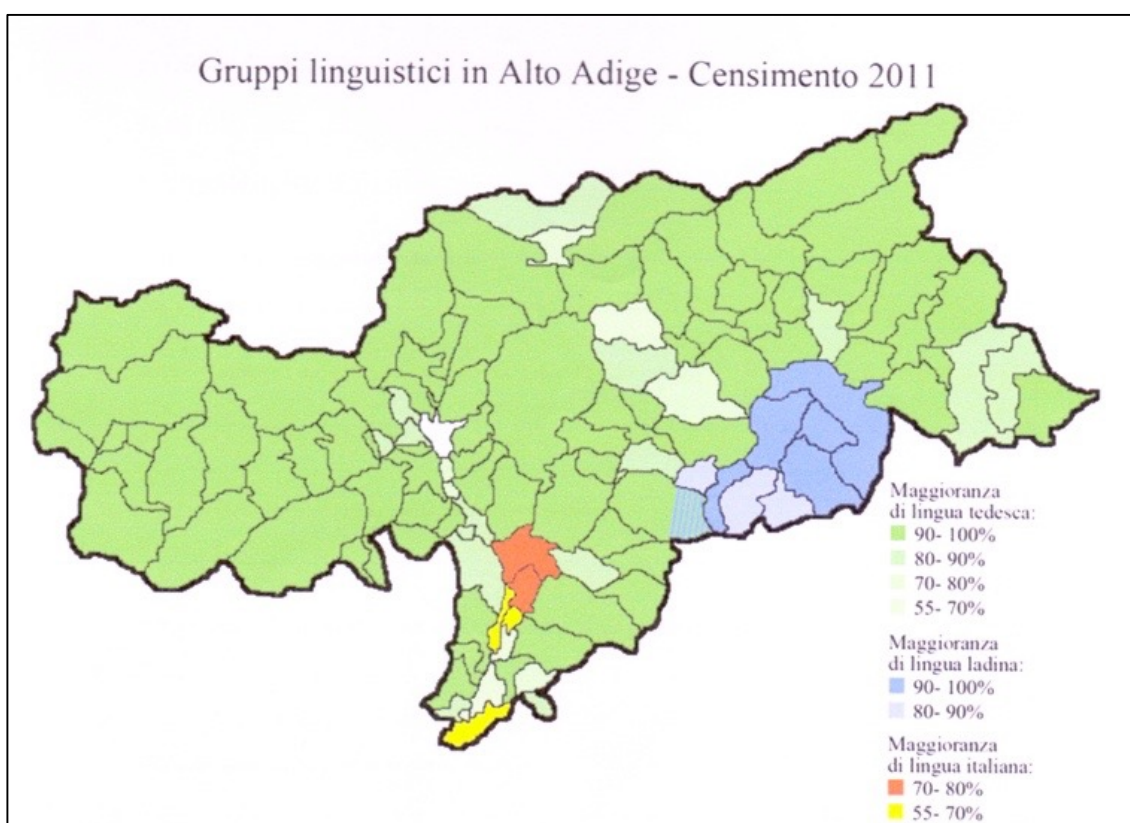 Gruppi linguistici in Alto Adige - Censimento 2011
Maggioranza
di lingua tedesca:
90- 100%
80- 90%
70- 80%
55- 70%
Maggioranza
di lingua ladina:
90- 100%
80- 90%
Maggioranza
di lingua italiana:
70- 80%
55- 70%